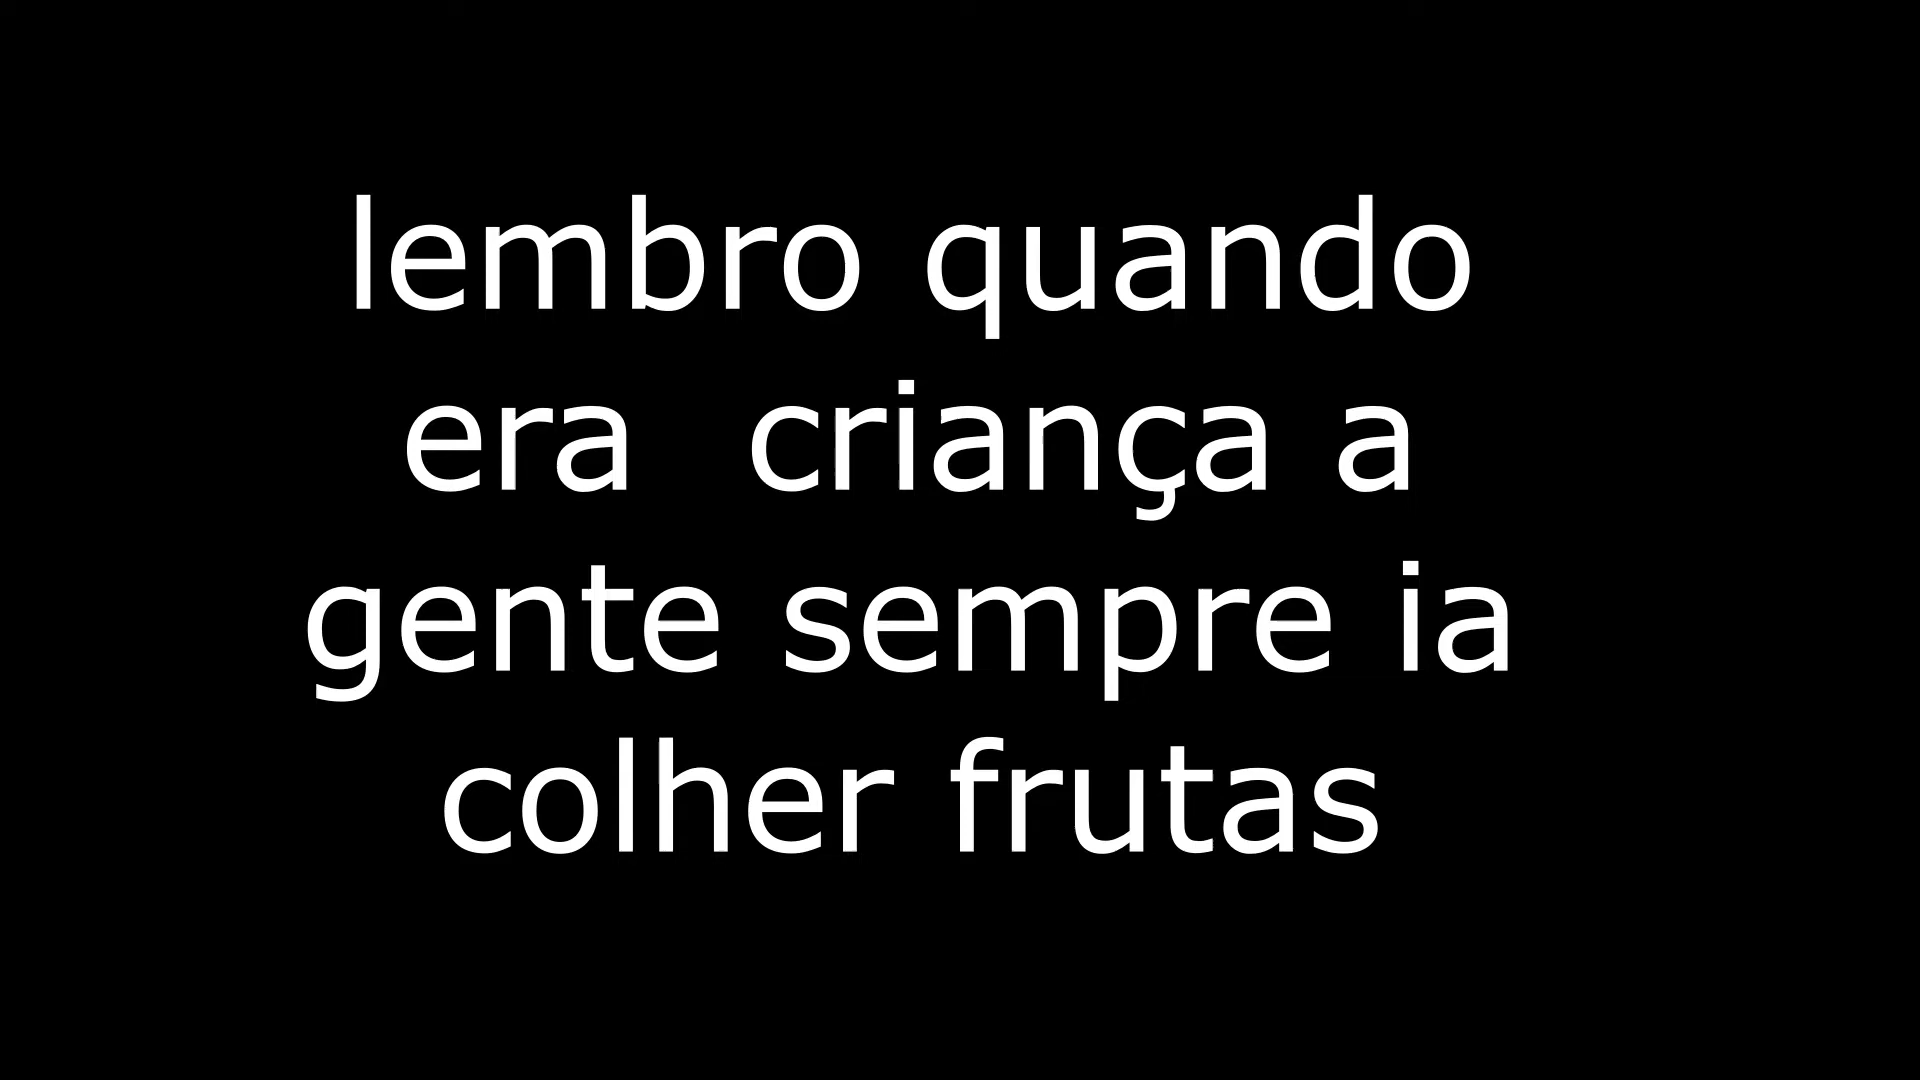 lembro quando
era  criança a
gente sempre ia
colher frutas